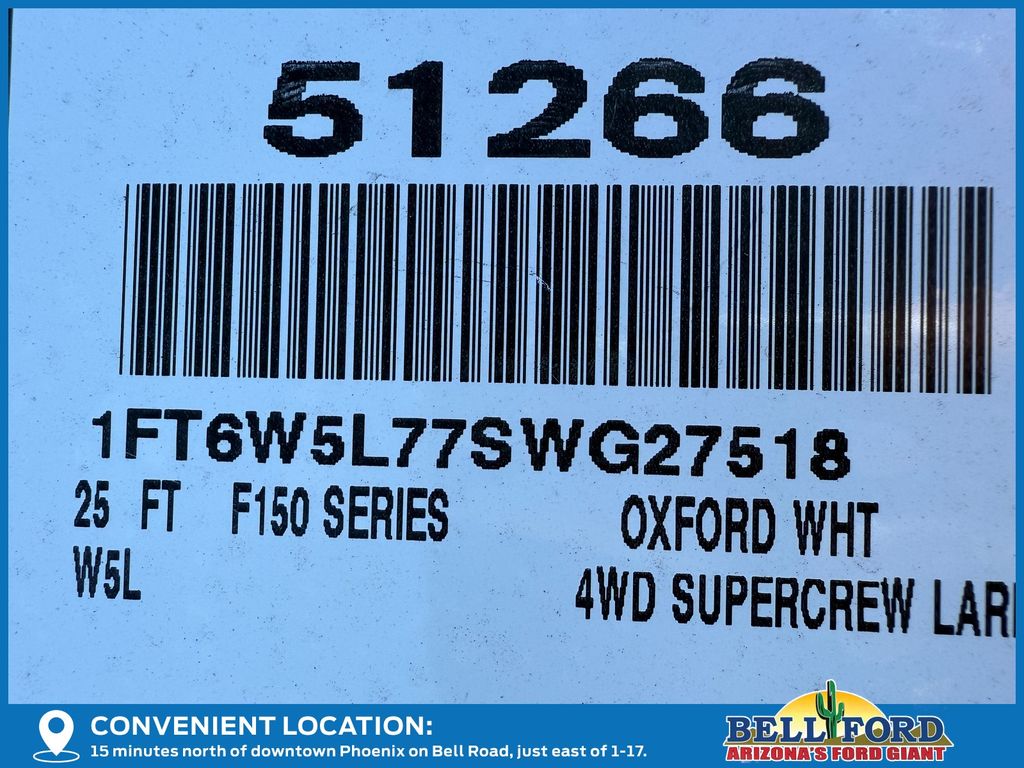 51266
1FT6W5L77SWG27518
25 FT F150 SERIES OXFORD WHT
W5L 4WD SUPERCREW LARI
CONVENIENT LOCATION:
15 minutes north of downtown Phoenix on Bell Road, just east of 1-17.
BELL FORD
ARIZONA'S FORD GIANT